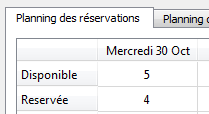 Planning des réservations Planning
Mercredi 30 Oct
Disponible 5
Reservée 4